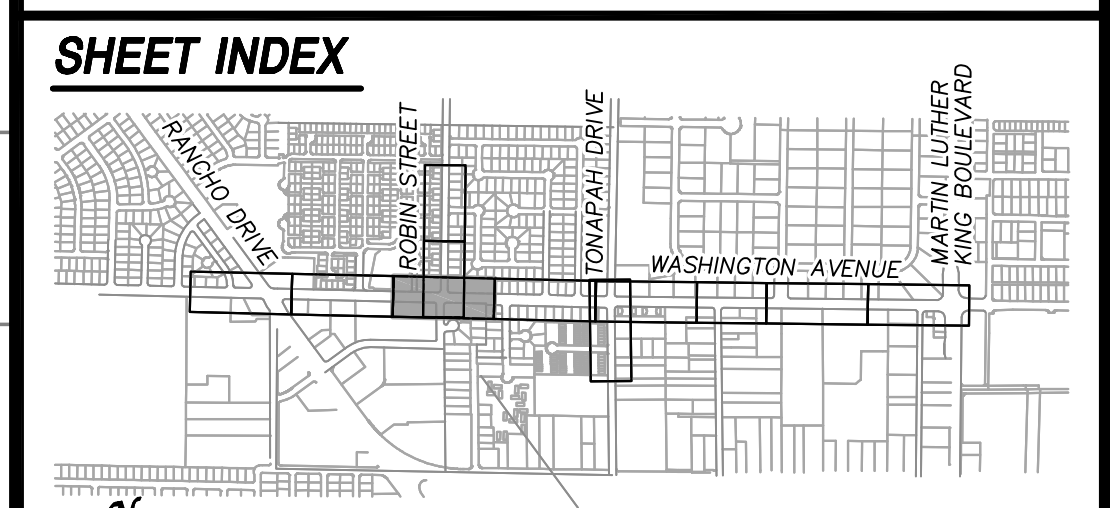 SHEET INDEX
RANCHO DRIVE
ROBIN STREET
TONAPAH DRIVE
WASHINGTON AVENUE
MARTIN LUTHER
KING BOULEVARD